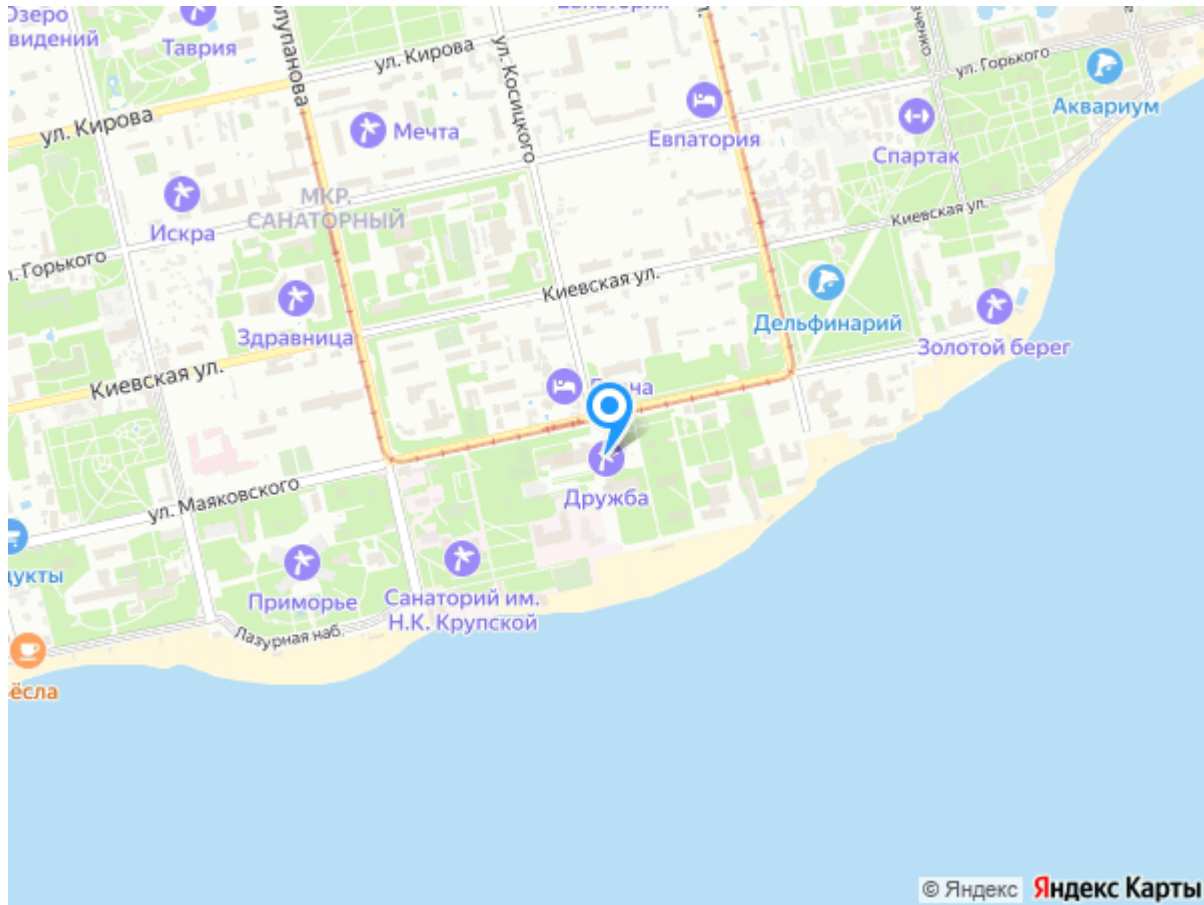 Озеро
Таврия
ул. Кирова
ул. Косицкого
ул. Горького
Аквариум
ул. Кирова
Мечта
Евпатория
Спартак
МКР.
САНАТОРНЫЙ
Искра
Киевская ул.
Горького
Киевская ул.
Здравница
Дельфинарий
Золотой берег
Киевская ул.
Дружба
ул. Маяковского
Приморье
Санаторий им.
Н.К. Крупской
Лазурная наб.
© Яндекс Яндекс Карты